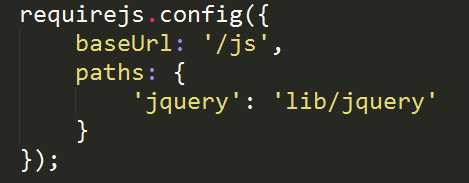 requirejs.config({
    baseUrl: '/js',
    paths: {
        'jquery': 'lib/jquery'
    }
});